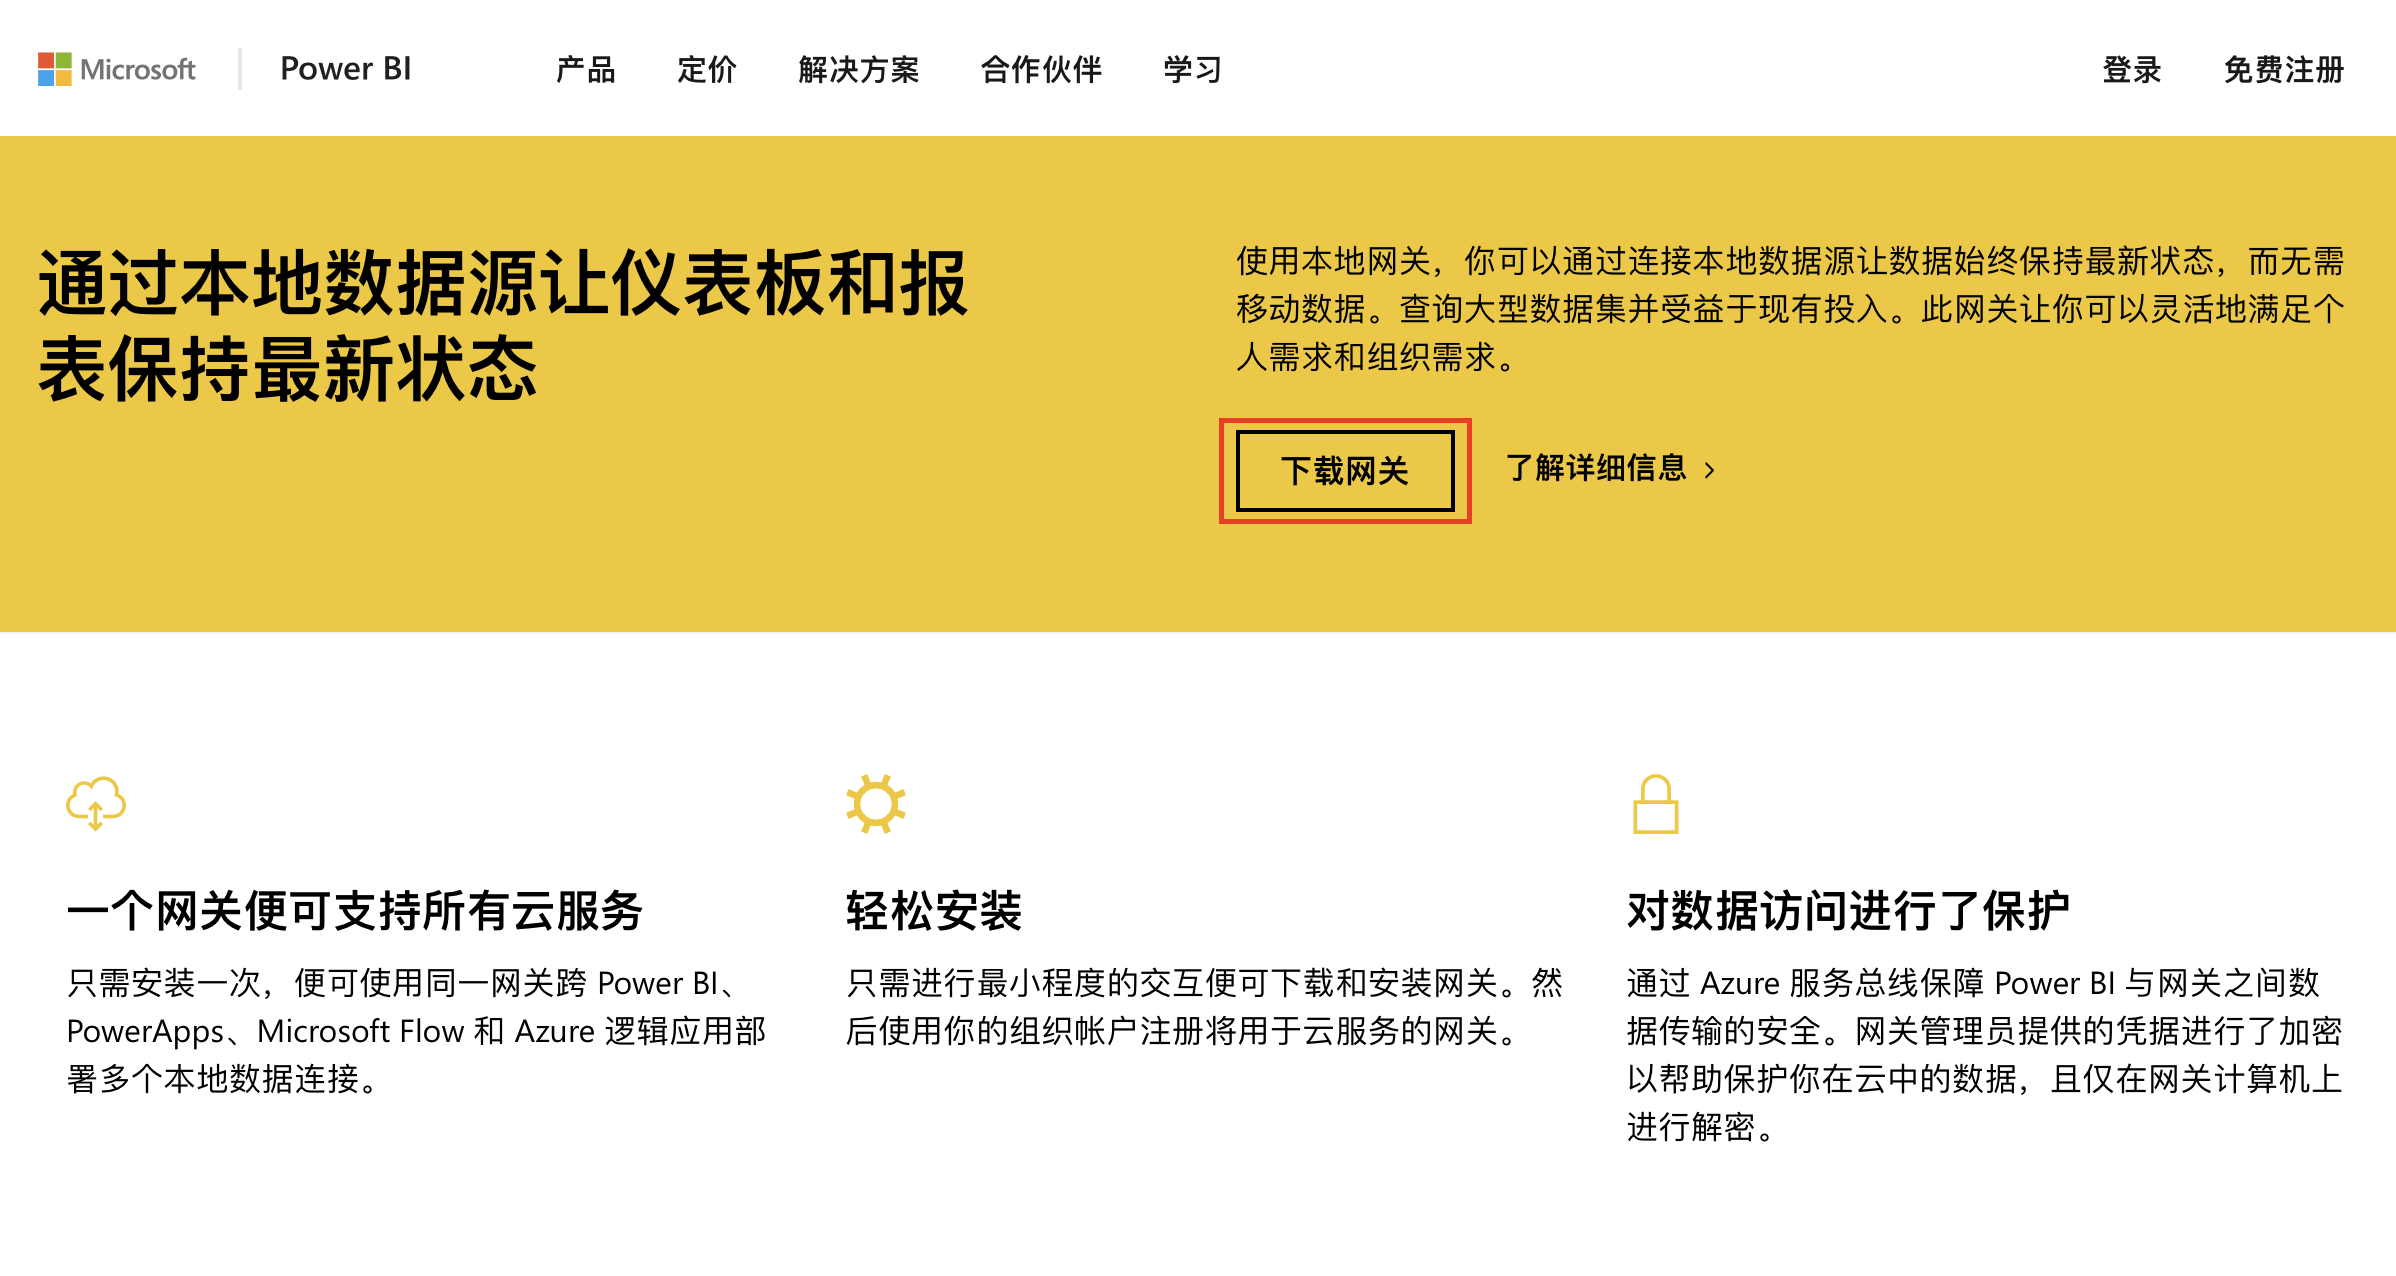 Microsoft Power BI 产品 定价 解决方案 合作伙伴 学习 登录 免费注册
通过本地数据源让仪表板和报
表保持最新状态
使用本地网关，你可以通过连接本地数据源让数据始终保持最新状态，而无需
移动数据。查询大型数据集并受益于现有投入。此网关让你可以灵活地满足个
人需求和组织需求。
下载网关 了解详细信息 >
一个网关便可支持所有云服务
只需安装一次，便可使用同一网关跨 Power BI、
PowerApps、Microsoft Flow 和 Azure 逻辑应用部
署多个本地数据连接。
轻松安装
只需进行最小程度的交互便可下载和安装网关。然
后使用你的组织帐户注册将用于云服务的网关。
对数据访问进行了保护
通过 Azure 服务总线保障 Power BI 与网关之间数
据传输的安全。网关管理员提供的凭据进行了加密
以帮助保护你在云中的数据，且仅在网关计算机上
进行解密。